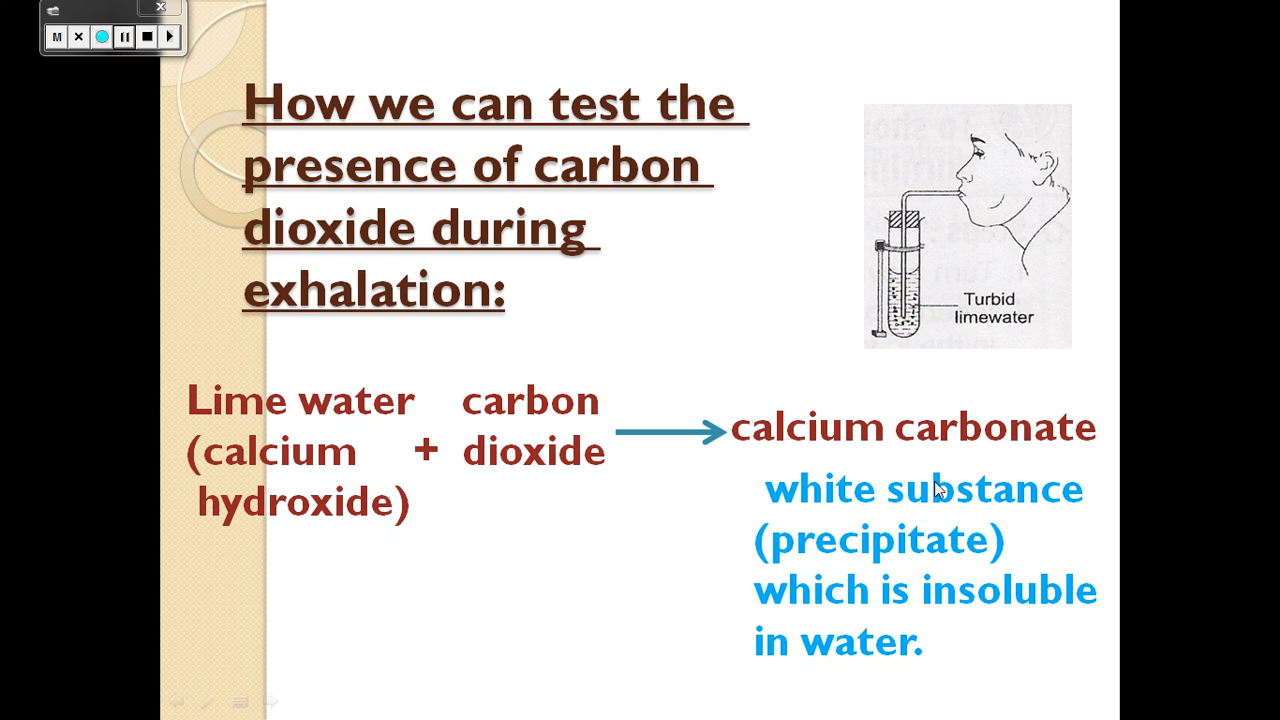 M
How we can test the
presence of carbon
dioxide during
exhalation:
Turbid
limewater
Lime water
(calcium
hydroxide)
+
carbon
dioxide
calcium carbonate
white substance
(precipitate)
which is insoluble
in water.